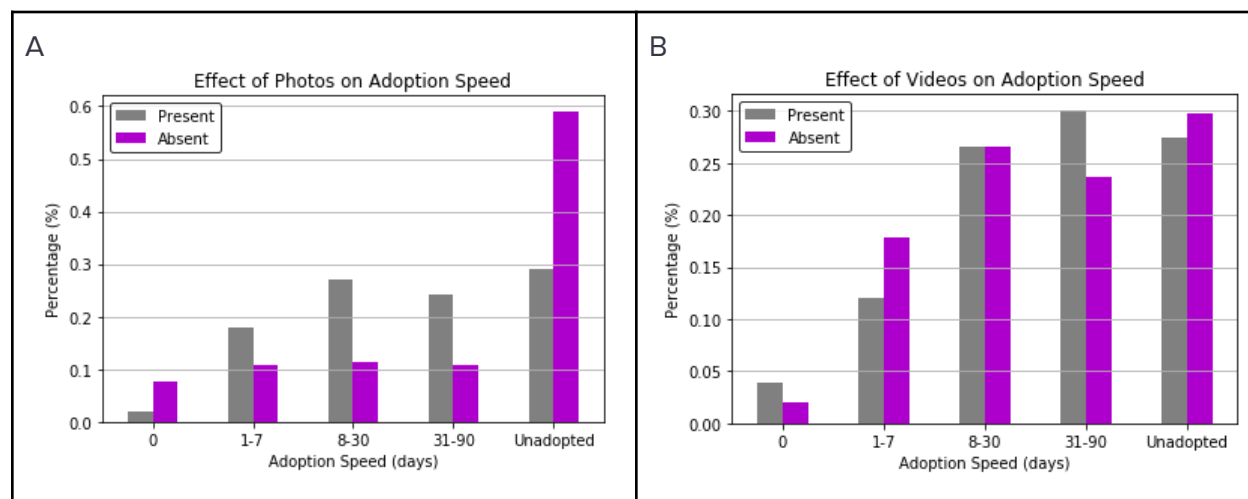 A
Effect of Photos on Adoption Speed
Present
Absent
0.6
0.5
0.4
0.3
0.2
0.1
0.0
Percentage (%)
0 1-7 8-30 31-90 Unadopted
Adoption Speed (days)
B
Effect of Videos on Adoption Speed
Present
Absent
0.30
0.25
0.20
0.15
0.10
0.05
0.00
Percentage (%)
0 1-7 8-30 31-90 Unadopted
Adoption Speed (days)